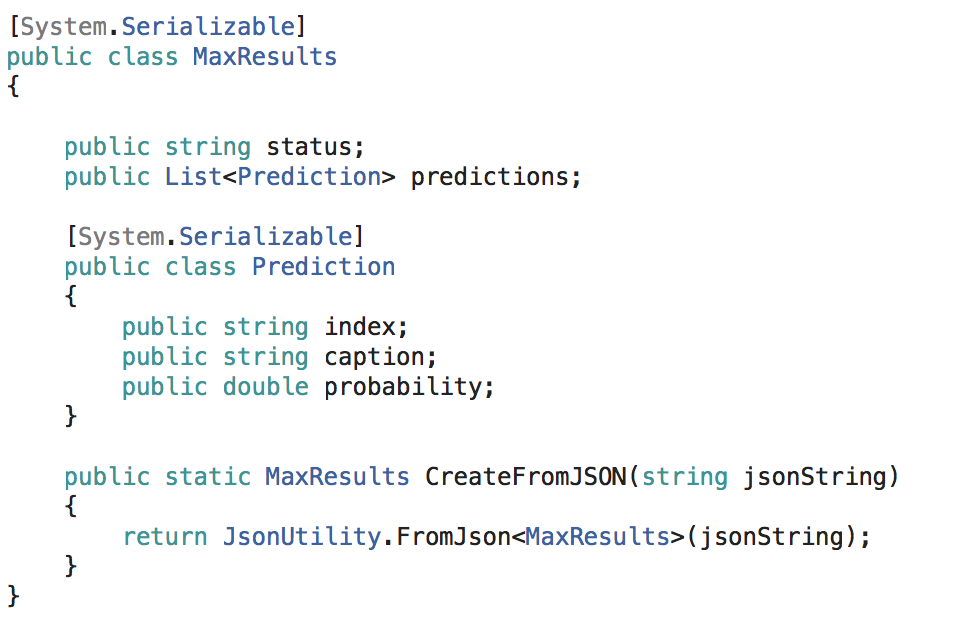 [System.Serializable]
public class MaxResults
{
public string status;
public List<Prediction> predictions;
[System.Serializable]
public class Prediction
{
public string index;
public string caption;
public double probability;
}
public static MaxResults CreateFromJSON(string jsonString)
{
return JsonUtility.FromJson<MaxResults>(jsonString);
}
}